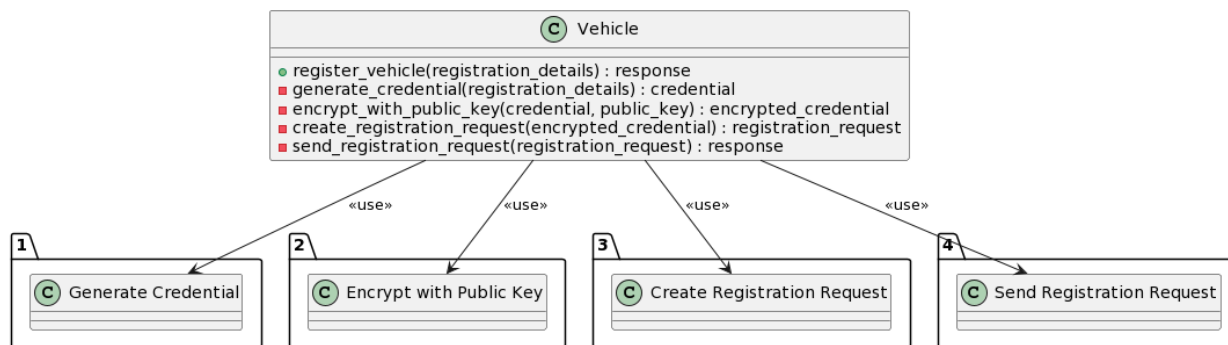 C Vehicle
register_vehicle(registration_details) : response
generate_credential(registration_details) : credential
encrypt_with_public_key(credential, public_key) : encrypted_credential
create_registration_request(encrypted_credential) : registration_request
send_registration_request(registration_request) : response
«use» «use» «use» «use»
1 2 3 4
C Generate Credential C Encrypt with Public Key C Create Registration Request C Send Registration Request